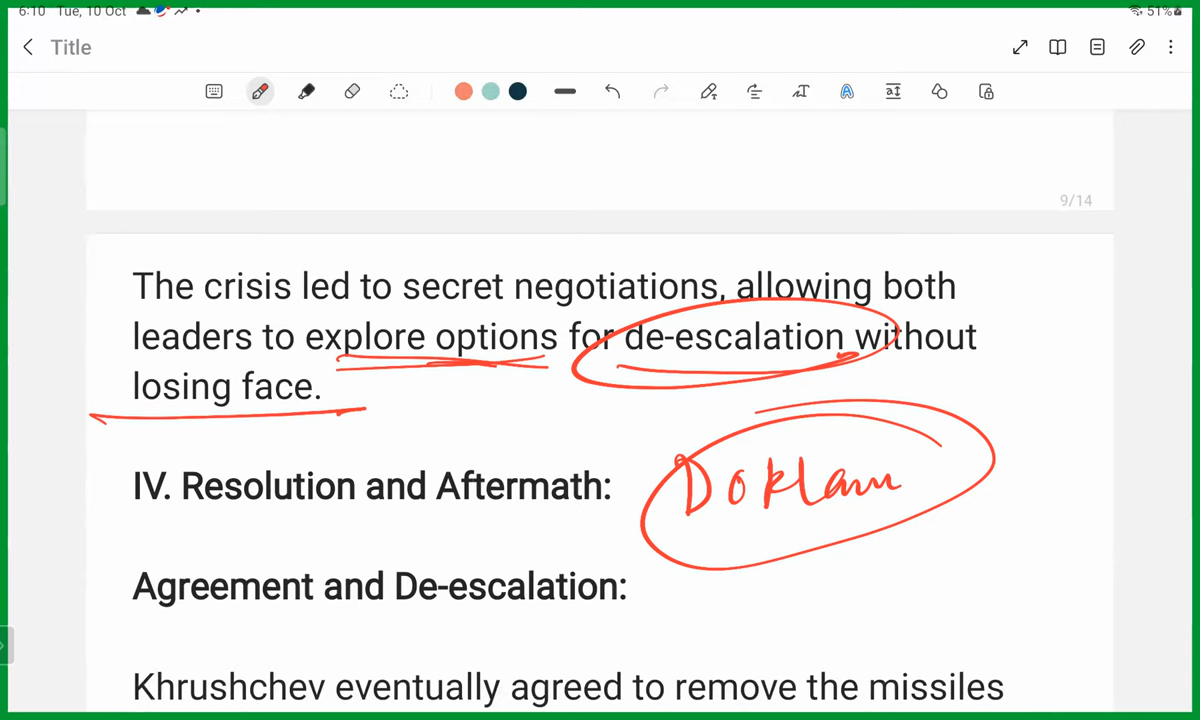 6:10 Tue, 10 Oct
51%
Title
9/14
The crisis led to secret negotiations, allowing both
leaders to explore options for de-escalation without
losing face.
IV. Resolution and Aftermath:
Doklam
Agreement and De-escalation:
Khrushchev eventually agreed to remove the missiles